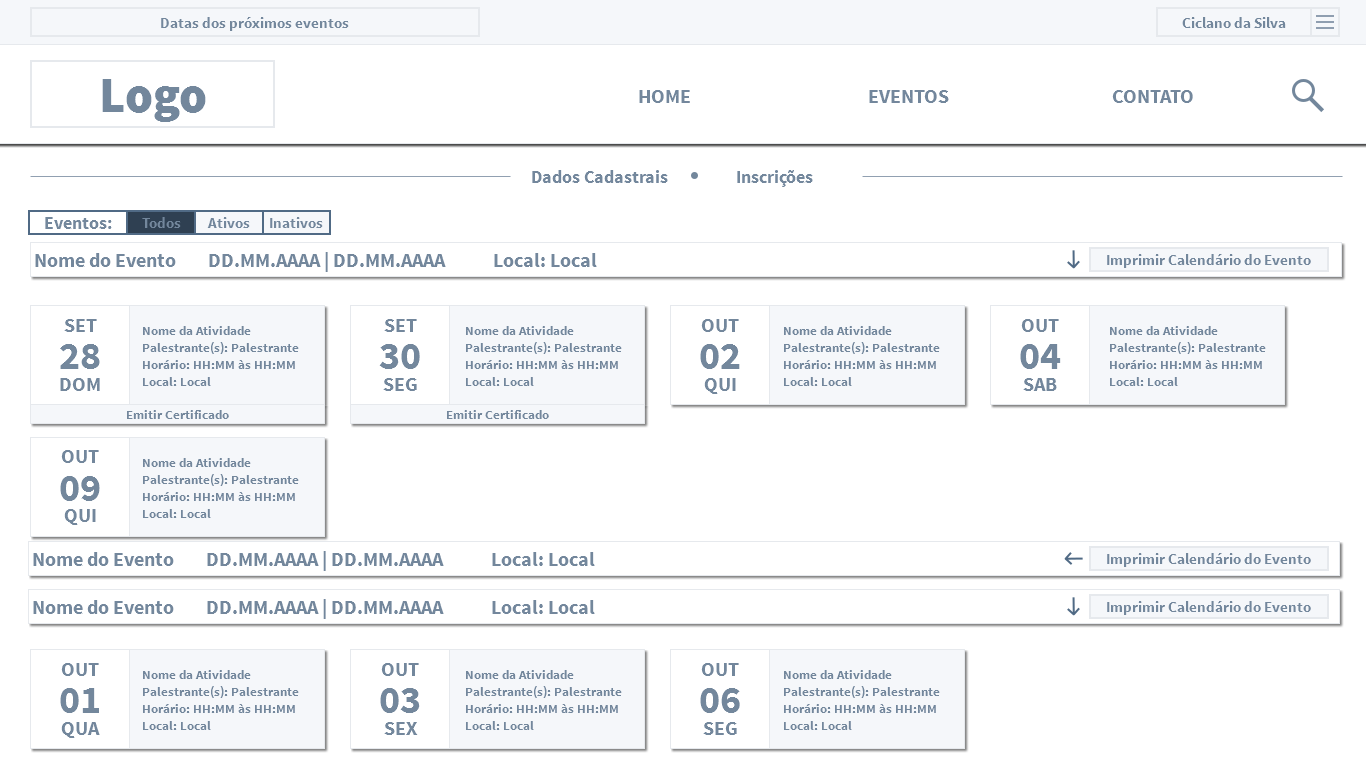 Datas dos próximos eventos
Ciclano da Silva
Logo
HOME
EVENTOS
CONTATO
Dados Cadastrais • Inscrições
Eventos: Todos Ativos Inativos
Nome do Evento DD.MM.AAAA | DD.MM.AAAA Local: Local
Imprimir Calendário do Evento
SET
28
DOM
Nome da Atividade
Palestrante(s): Palestrante
Horário: HH:MM às HH:MM
Local: Local
Emitir Certificado
SET
30
SEG
Nome da Atividade
Palestrante(s): Palestrante
Horário: HH:MM às HH:MM
Local: Local
Emitir Certificado
OUT
02
QUI
Nome da Atividade
Palestrante(s): Palestrante
Horário: HH:MM às HH:MM
Local: Local
OUT
04
SAB
Nome da Atividade
Palestrante(s): Palestrante
Horário: HH:MM às HH:MM
Local: Local
OUT
09
QUI
Nome da Atividade
Palestrante(s): Palestrante
Horário: HH:MM às HH:MM
Local: Local
Nome do Evento DD.MM.AAAA | DD.MM.AAAA Local: Local
Imprimir Calendário do Evento
Nome do Evento DD.MM.AAAA | DD.MM.AAAA Local: Local
Imprimir Calendário do Evento
OUT
01
QUA
Nome da Atividade
Palestrante(s): Palestrante
Horário: HH:MM às HH:MM
Local: Local
OUT
03
SEX
Nome da Atividade
Palestrante(s): Palestrante
Horário: HH:MM às HH:MM
Local: Local
OUT
06
SEG
Nome da Atividade
Palestrante(s): Palestrante
Horário: HH:MM às HH:MM
Local: Local